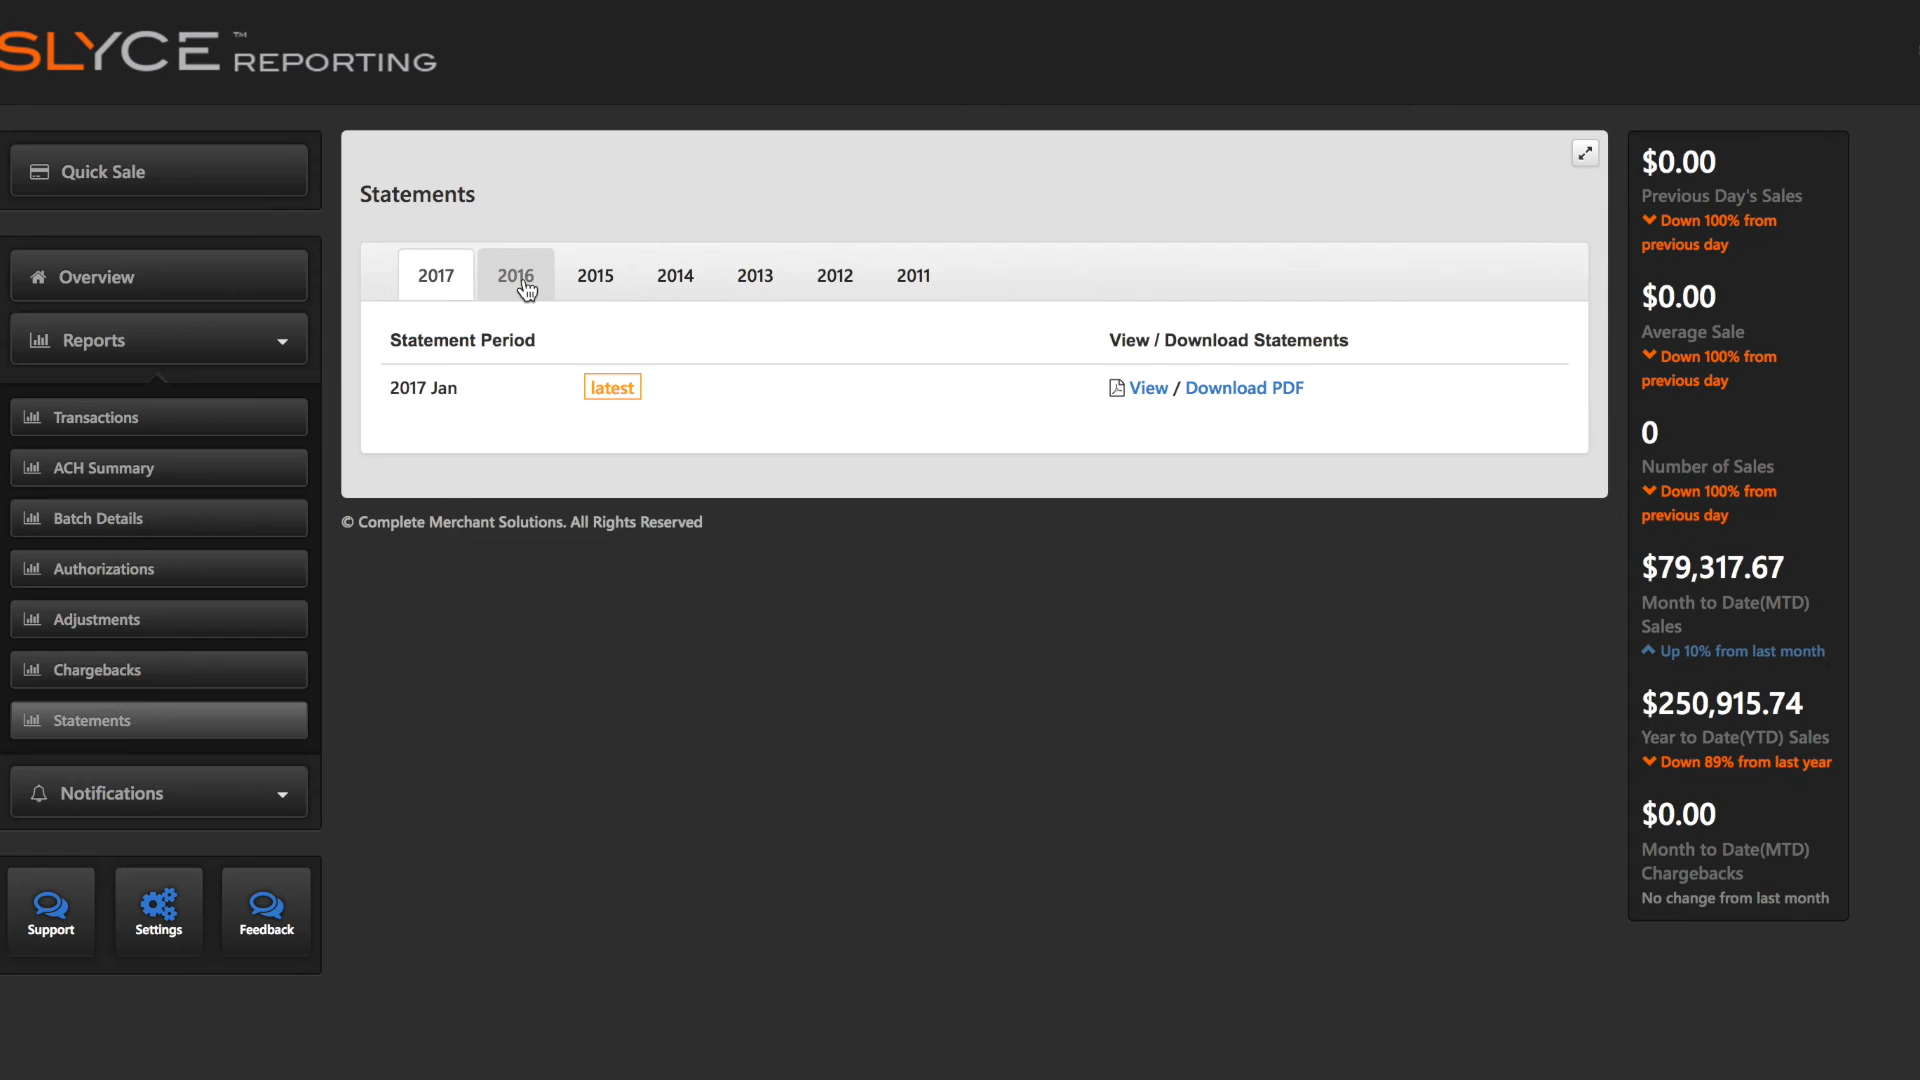 SLYCE ™ REPORTING
Quick Sale
Overview
Reports
Transactions
ACH Summary
Batch Details
Authorizations
Adjustments
Chargebacks
Statements
Notifications
Support
Settings
Feedback
Statements
2017 2016 2015 2014 2013 2012 2011
Statement Period View / Download Statements
2017 Jan latest View / Download PDF
© Complete Merchant Solutions. All Rights Reserved
$0.00
Previous Day's Sales
Down 100% from
previous day
$0.00
Average Sale
Down 100% from
previous day
0
Number of Sales
Down 100% from
previous day
$79,317.67
Month to Date(MTD)
Sales
Up 10% from last month
$250,915.74
Year to Date(YTD) Sales
Down 89% from last year
$0.00
Month to Date(MTD)
Chargebacks
No change from last month